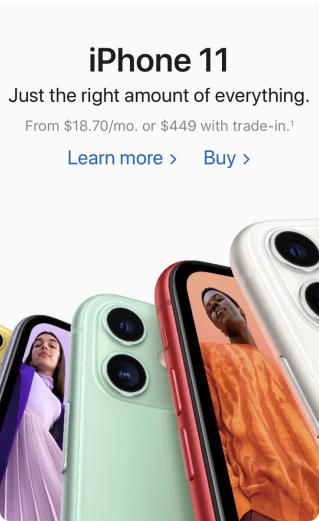 iPhone 11
Just the right amount of everything.
From $18.70/mo. or $449 with trade-in.¹
Learn more >
Buy >